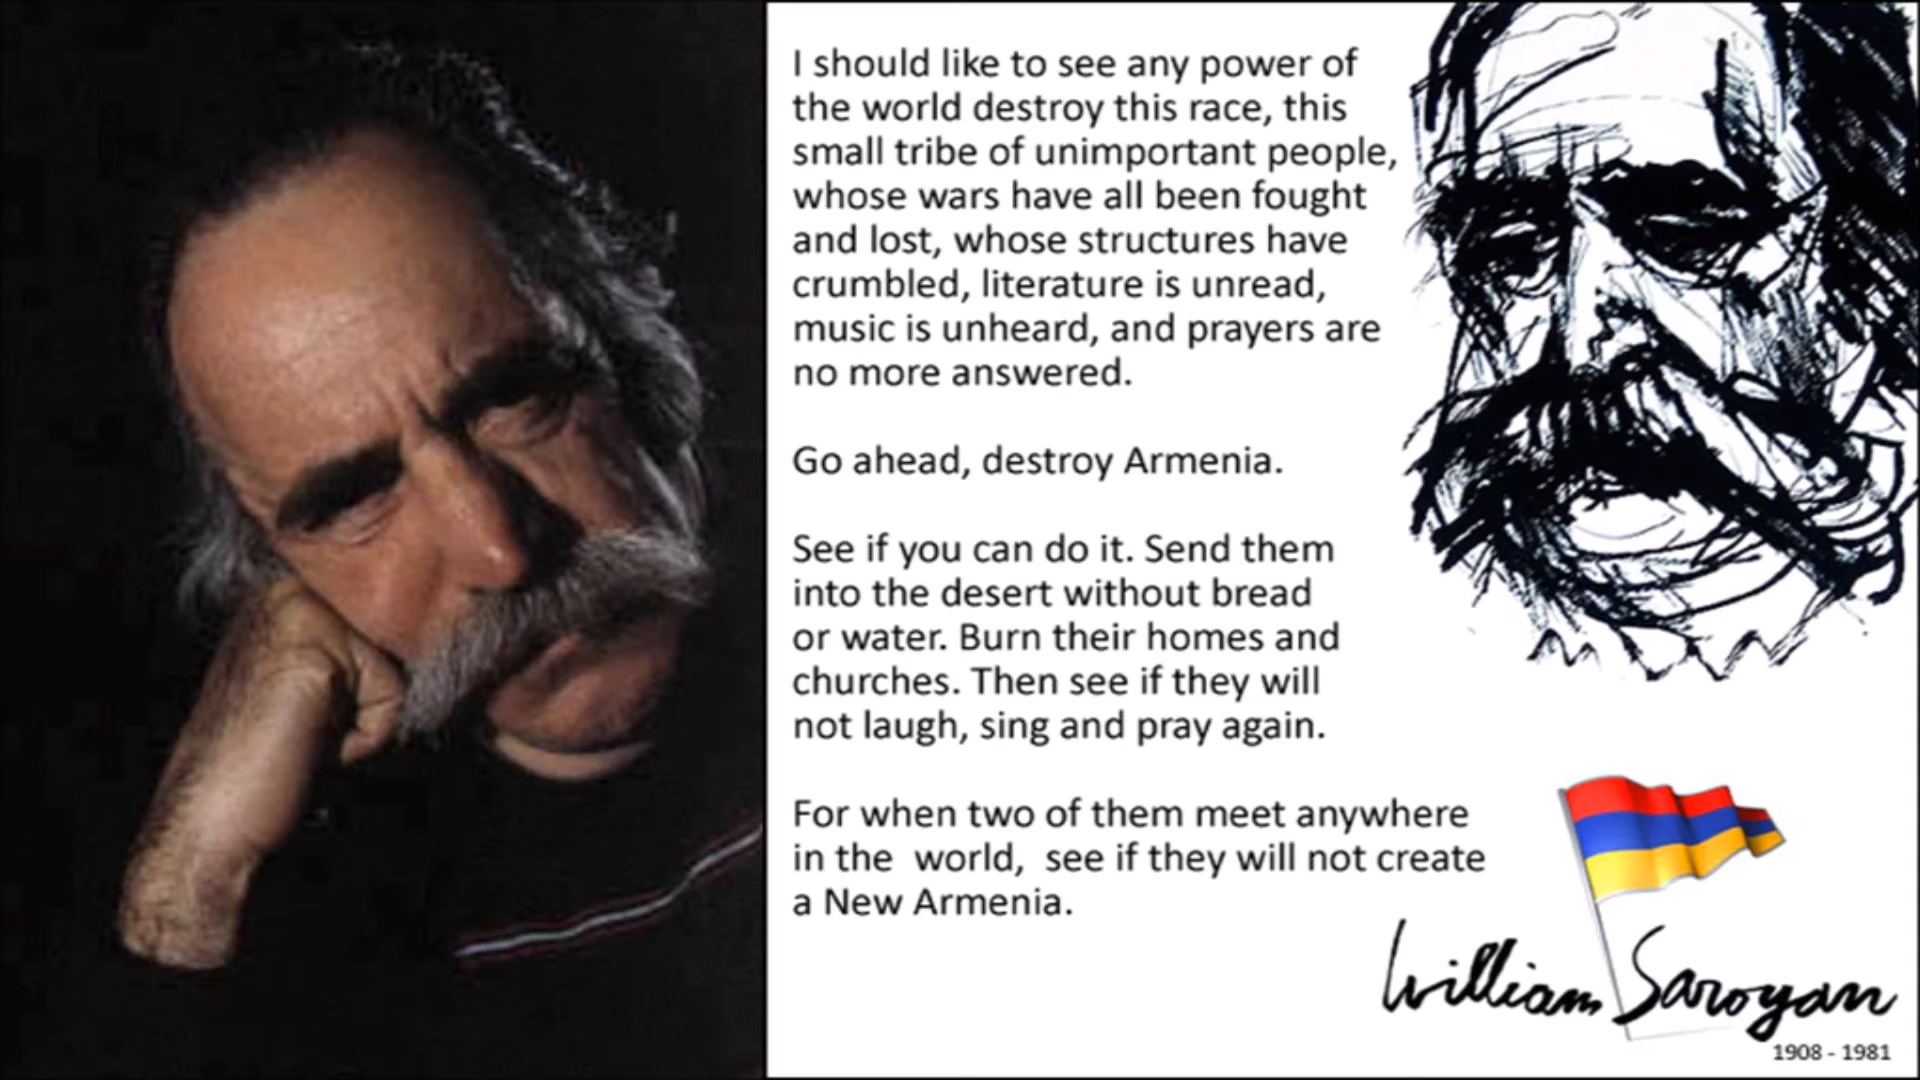 I should like to see any power of
the world destroy this race, this
small tribe of unimportant people,
whose wars have all been fought
and lost, whose structures have
crumbled, literature is unread,
music is unheard, and prayers are
no more answered.
Go ahead, destroy Armenia.
See if you can do it. Send them
into the desert without bread
or water. Burn their homes and
churches. Then see if they will
not laugh, sing and pray again.
For when two of them meet anywhere
in the world, see if they will not create
a New Armenia.
William Saroyan
1908 - 1981